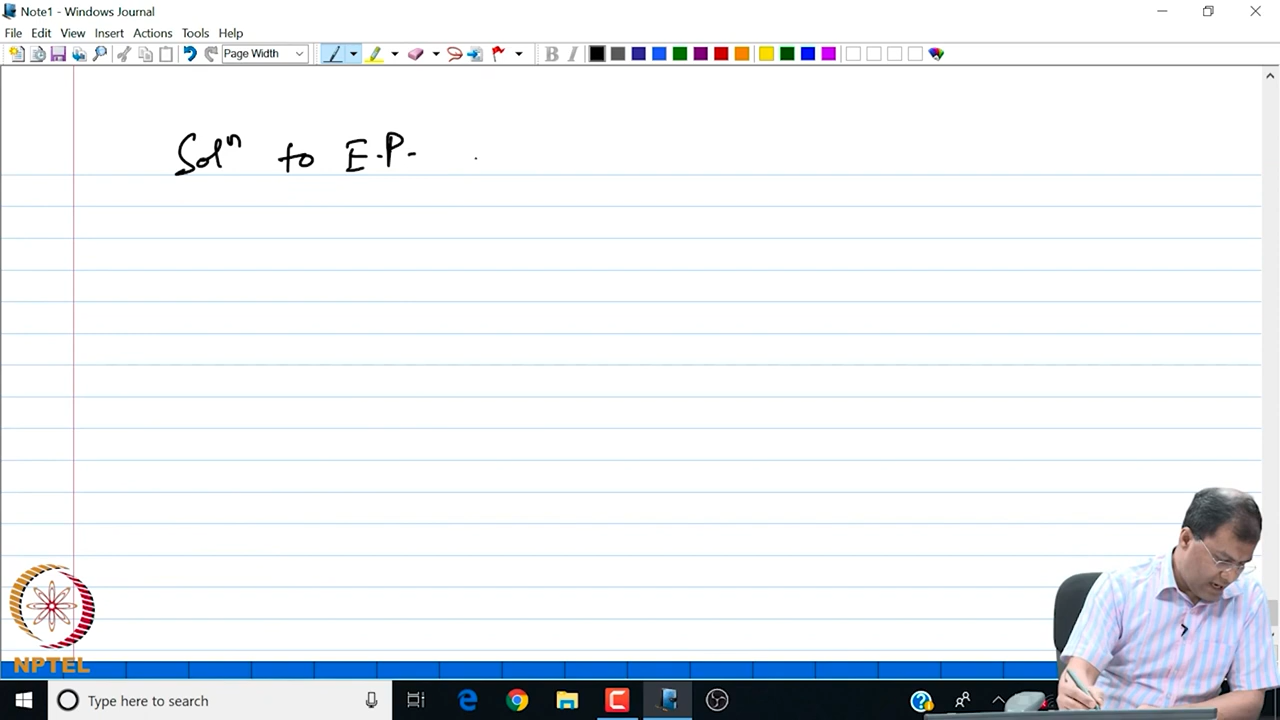 Note1 - Windows Journal
File Edit View Insert Actions Tools Help
Page Width
B I
Solⁿ to E.P.
NPTEL
Type here to search